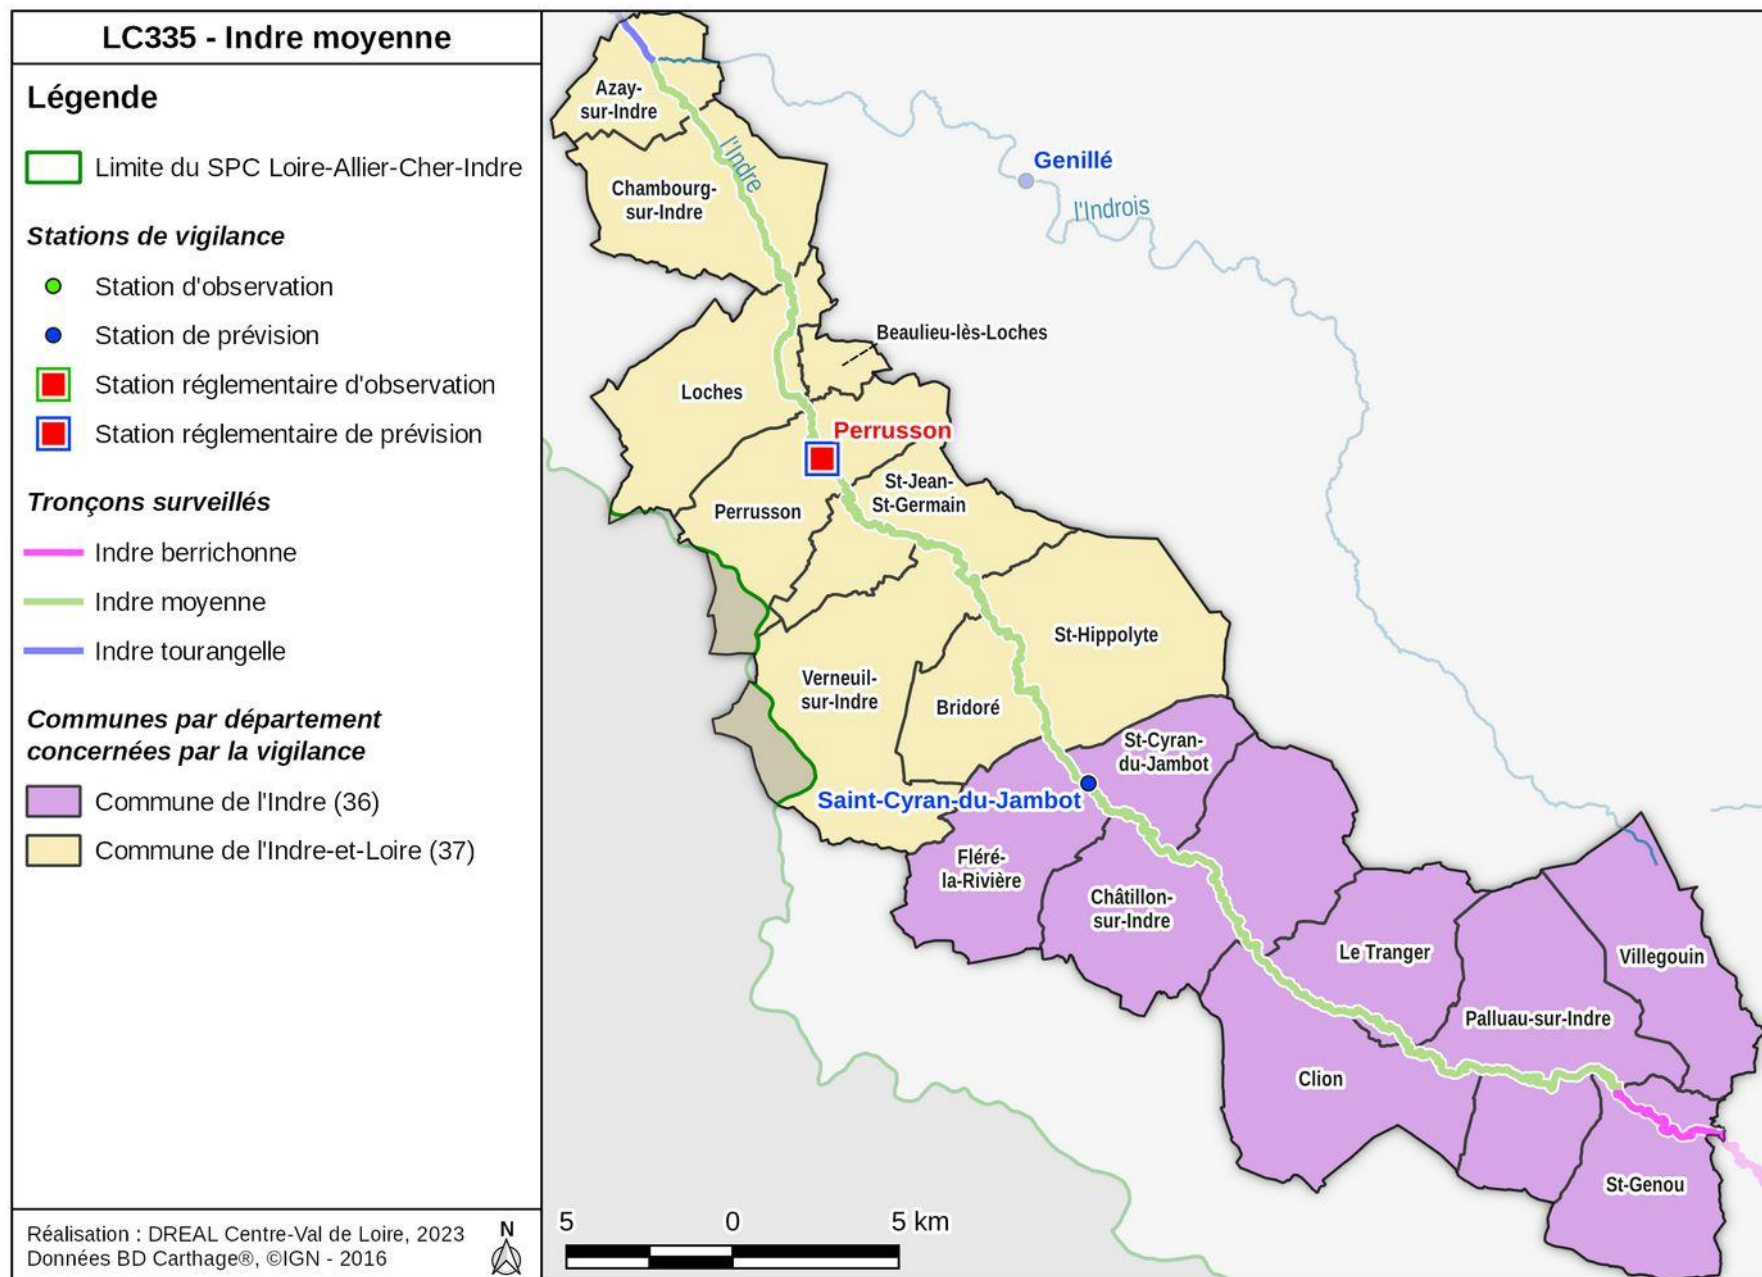 LC335 - Indre moyenne
Légende
Limite du SPC Loire-Allier-Cher-Indre
Stations de vigilance
Station d'observation
Station de prévision
Station réglementaire d'observation
Station réglementaire de prévision
Tronçons surveillés
Indre berrichonne
Indre moyenne
Indre tourangelle
Communes par département
concernées par la vigilance
Commune de l'Indre (36)
Commune de l'Indre-et-Loire (37)
Réalisation : DREAL Centre-Val de Loire, 2023
Données BD Carthage®, ©IGN - 2016
N
Azay-
sur-Indre
l'Indre
Genillé
l'Indrois
Chambourg-
sur-Indre
Beaulieu-lès-Loches
Loches
Perrusson
St-Jean-
St-Germain
Perrusson
St-Hippolyte
Verneuil-
sur-Indre
Bridoré
St-Cyran-
du-Jambot
Saint-Cyran-du-Jambot
Fléré-
la-Rivière
Châtillon-
sur-Indre
Le Tranger
Villegouin
Palluau-sur-Indre
Clion
St-Genou
5 0 5 km